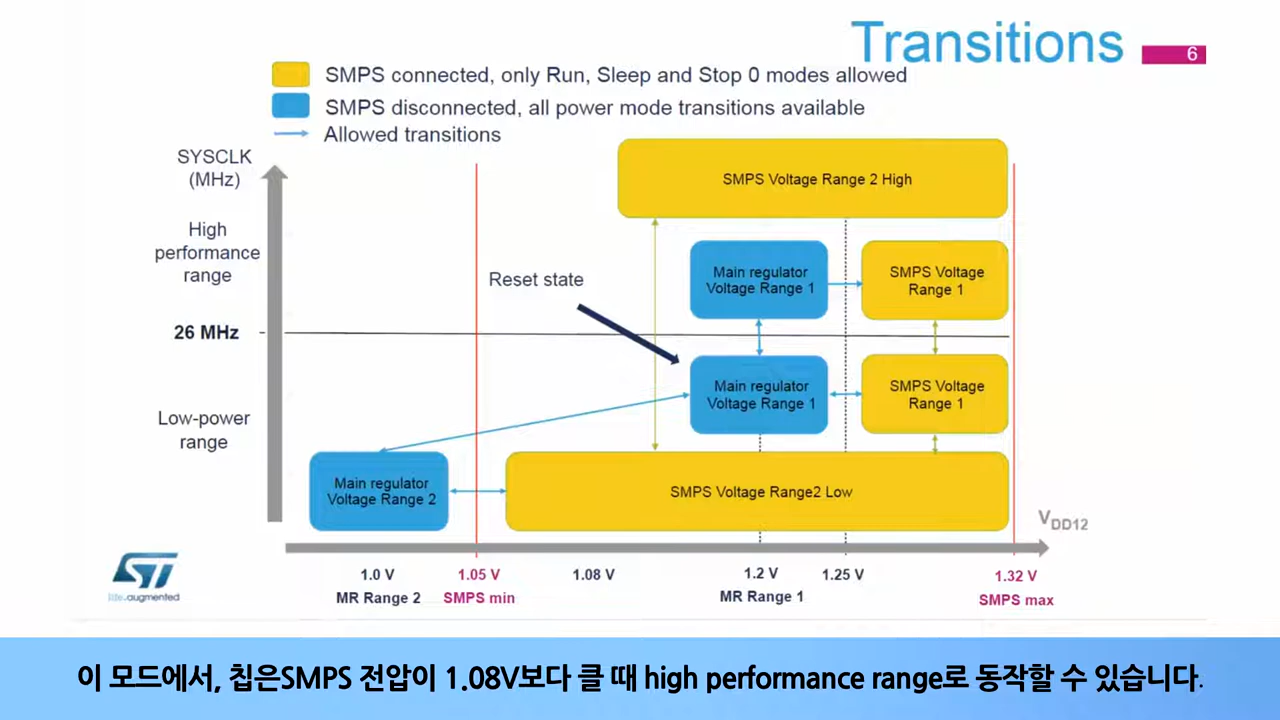 Transitions
6
SMPS connected, only Run, Sleep and Stop 0 modes allowed
SMPS disconnected, all power mode transitions available
Allowed transitions
SYSCLK
(MHz)
SMPS Voltage Range 2 High
High
performance
range
Main regulator
Voltage Range 1
SMPS Voltage
Range 1
Reset state
26 MHz
Main regulator
Voltage Range 1
SMPS Voltage
Range 1
Low-power
range
Main regulator
Voltage Range 2
SMPS Voltage Range2 Low
VDD12
1.0 V
MR Range 2
1.05 V
SMPS min
1.08 V
1.2 V
MR Range 1
1.25 V
1.32 V
SMPS max
ST
life.augmented
이 모드에서, 칩은SMPS 전압이 1.08V보다 클 때 high performance range로 동작할 수 있습니다.